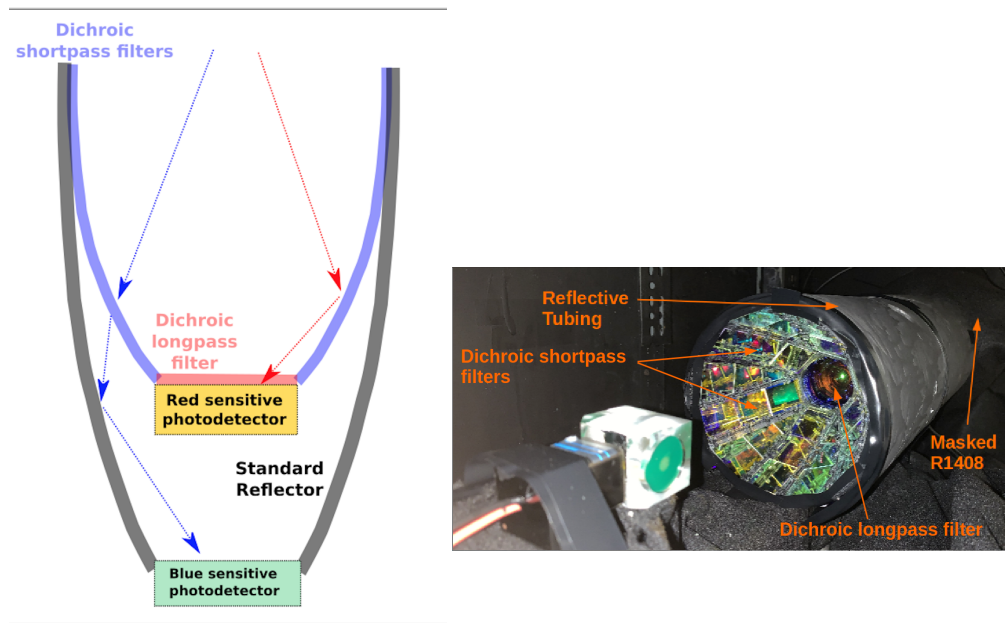 Dichroic
shortpass filters
Dichroic
longpass
filter
Red sensitive
photodetector
Standard
Reflector
Blue sensitive
photodetector
Reflective
Tubing
Dichroic shortpass
filters
Masked
R1408
Dichroic longpass filter